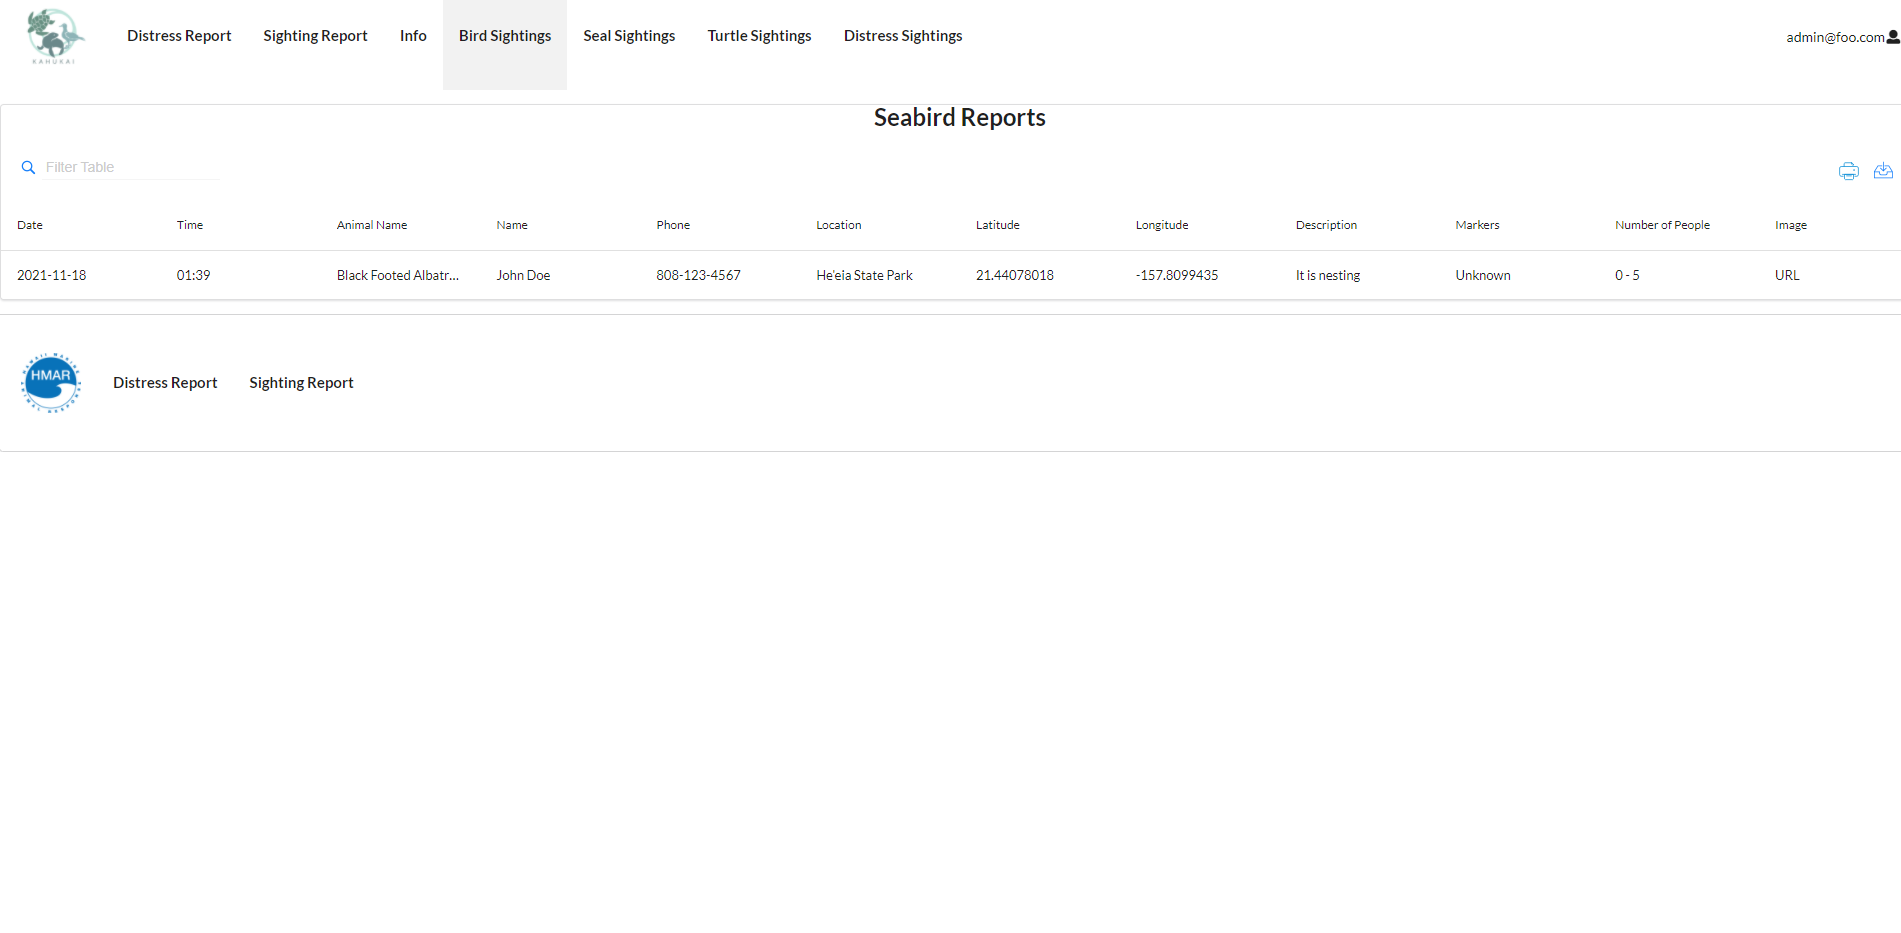 KAHUKAI
Distress Report Sighting Report Info Bird Sightings Seal Sightings Turtle Sightings Distress Sightings admin@foo.com
Seabird Reports
Filter Table
Date Time Animal Name Name Phone Location Latitude Longitude Description Markers Number of People Image
2021-11-18 01:39 Black Footed Albatr... John Doe 808-123-4567 He'eia State Park 21.44078018 -157.8099435 It is nesting Unknown 0 - 5 URL
HAWAII MARINE
HMAR
Distress Report Sighting Report